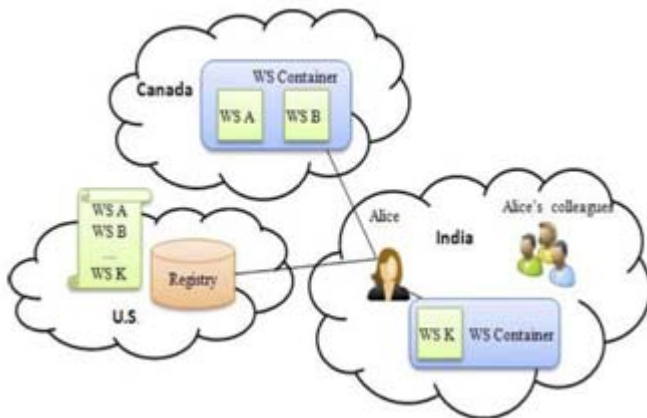 Canada
WS Container
WS A
WS B
WS A
WS B
....
WS K
Registry
U.S.
Alice
India
Alice's colleagues
WS K
WS Container